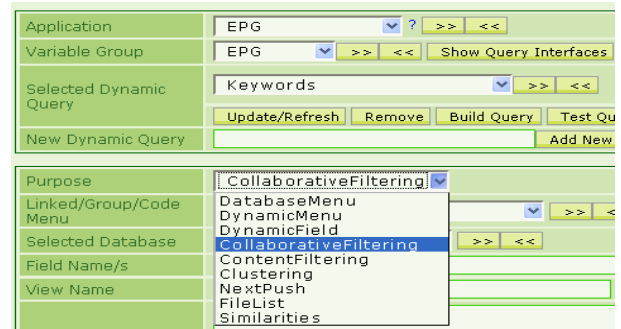 Application EPG ? >> <<
Variable Group EPG >> << Show Query Interfaces
Selected Dynamic Query Keywords >> <<
Update/Refresh Remove Build Query Test
New Dynamic Query Add New
Purpose CollaborativeFiltering
Linked/Group/Code Menu >>
Selected Database >> <<
Field Name/s
View Name
DatabaseMenu
DynamicMenu
DynamicField
CollaborativeFiltering
ContentFiltering
Clustering
NextPush
FileList
Similarities